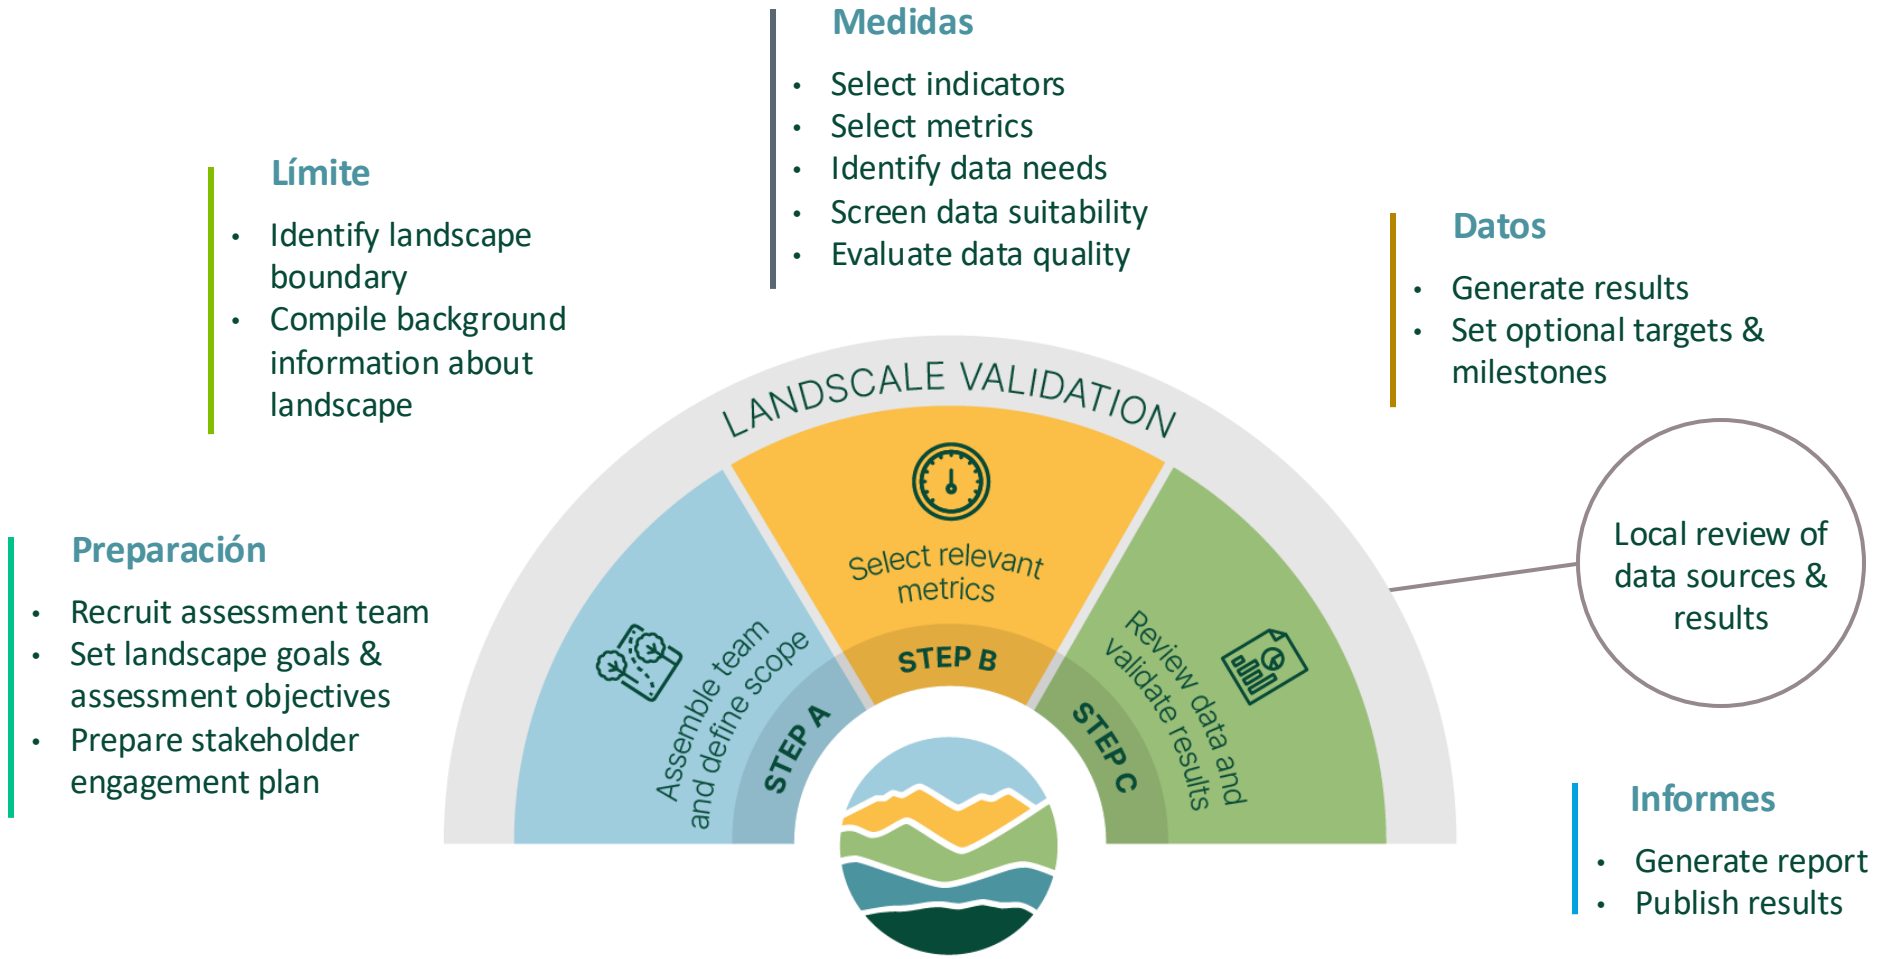 Medidas
• Select indicators
• Select metrics
• Identify data needs
• Screen data suitability
• Evaluate data quality
Límite
• Identify landscape
boundary
• Compile background
information about
landscape
Datos
• Generate results
• Set optional targets &
milestones
Preparación
• Recruit assessment team
• Set landscape goals &
assessment objectives
• Prepare stakeholder
engagement plan
LANDSCALE VALIDATION
Assemble team
and define scope
STEP A
Select relevant
metrics
STEP B
Review data and
validate results
STEP C
Local review of
data sources &
results
Informes
• Generate report
• Publish results